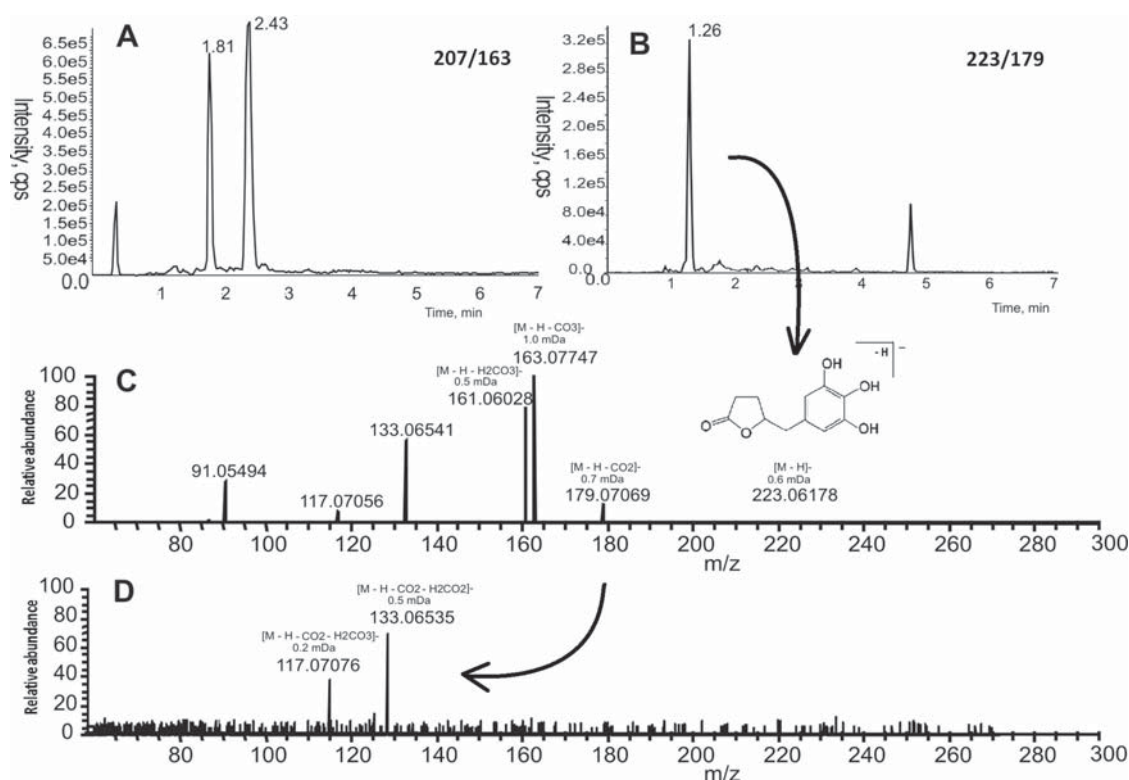 A
207/163
1.81
2.43
6.5e5
6.0e5
5.5e5
5.0e5
4.5e5
4.0e5
3.5e5
3.0e5
2.5e5
2.0e5
1.5e5
1.0e5
5.0e4
0.0
Intensity, cps
1 2 3 4 5 6 7
Time, min
B
223/179
1.26
3.2e5
2.8e5
2.4e5
2.0e5
1.6e5
1.2e5
8.0e4
4.0e4
0.0
Intensity, cps
1 2 3 4 5 6 7
Time, min
-H
-
OH
OH
OH
O
O
C
Relative abundance
100
80
60
40
20
0
[M - H - CO3]-
1.0 mDa
163.07747
[M - H - H2CO3]-
0.5 mDa
161.06028
133.06541
91.05494
117.07056
[M - H - CO2]-
0.7 mDa
179.07069
[M - H]-
0.6 mDa
223.06178
80 100 120 140 160 180 200 220 240 260 280 300
m/z
D
Relative abundance
100
80
60
40
20
0
[M - H - CO2 - H2CO2]-
0.5 mDa
133.06535
[M - H - CO2 - H2CO3]-
0.2 mDa
117.07076
80 100 120 140 160 180 200 220 240 260 280 300
m/z